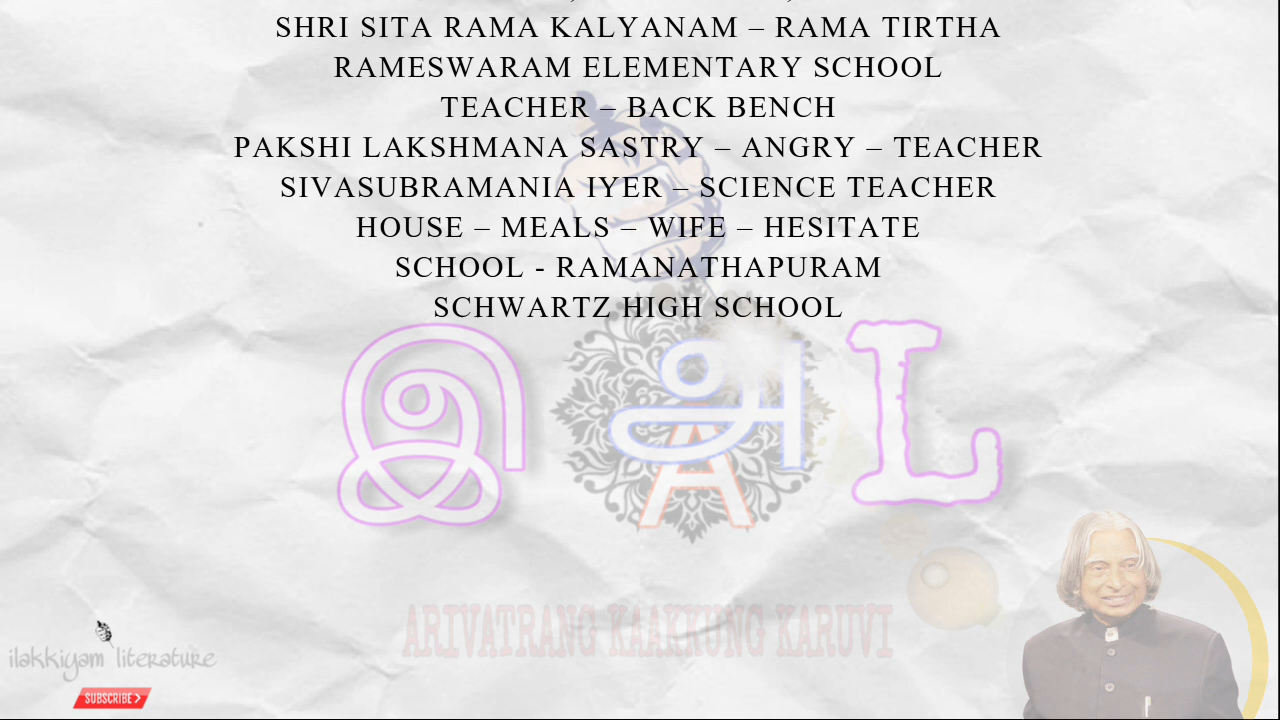 SHRI SITA RAMA KALYANAM – RAMA TIRTHA
RAMESWARAM ELEMENTARY SCHOOL
TEACHER – BACK BENCH
PAKSHI LAKSHMANA SASTRY – ANGRY – TEACHER
SIVASUBRAMANIA IYER – SCIENCE TEACHER
HOUSE – MEALS – WIFE – HESITATE
SCHOOL - RAMANATHAPURAM
SCHWARTZ HIGH SCHOOL
இ அ L
A
ARIVATRANG KAAKKUNG KARUVI
ilakkiyam literature
SUBSCRIBE >